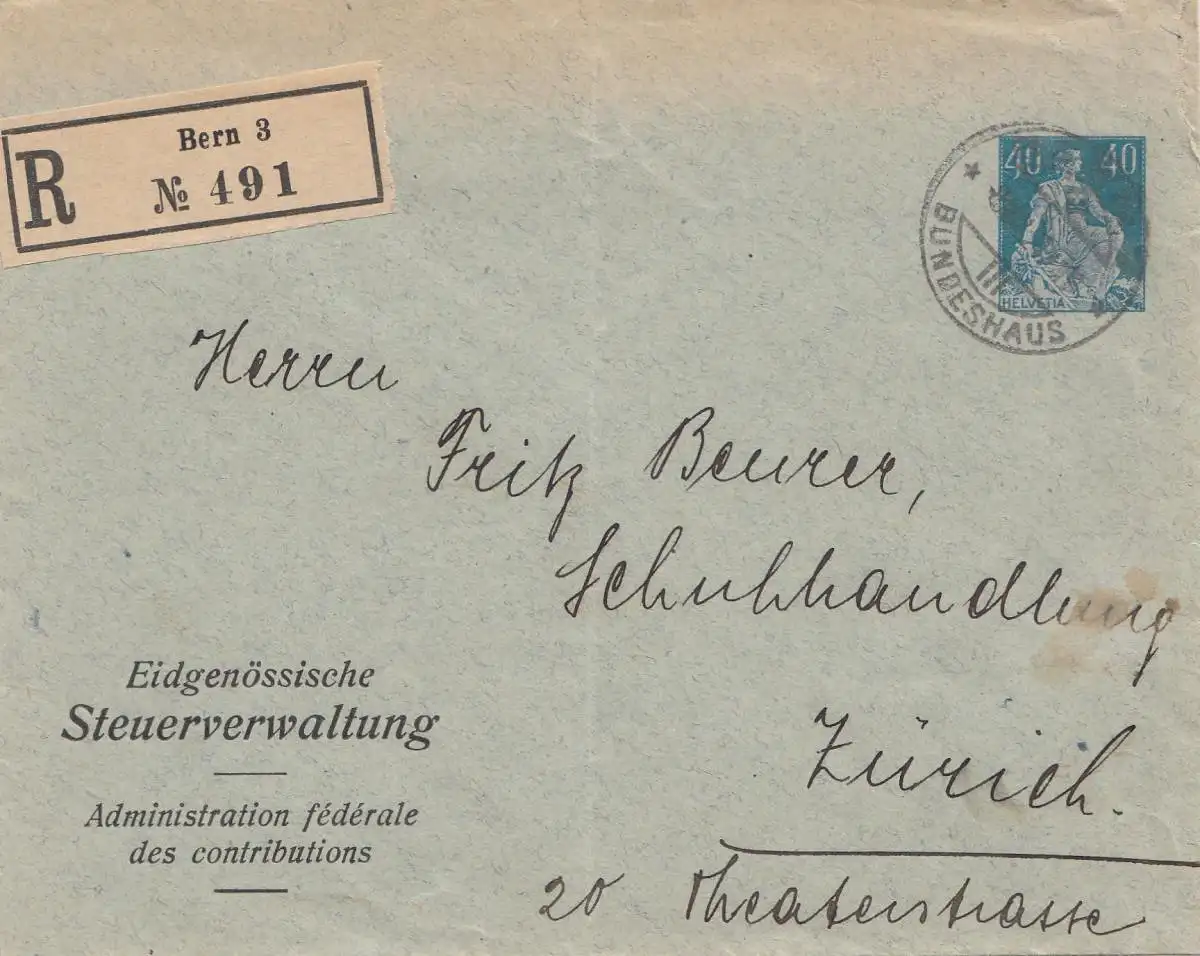 Bern 3
R № 491
40 40
HELVETIA
BUNDESHAUS
Herrn
Fritz Beurer,
Schuhhandlung
Zürich.
20 Theaterstrasse
Eidgenössische
Steuerverwaltung
Administration fédérale
des contributions